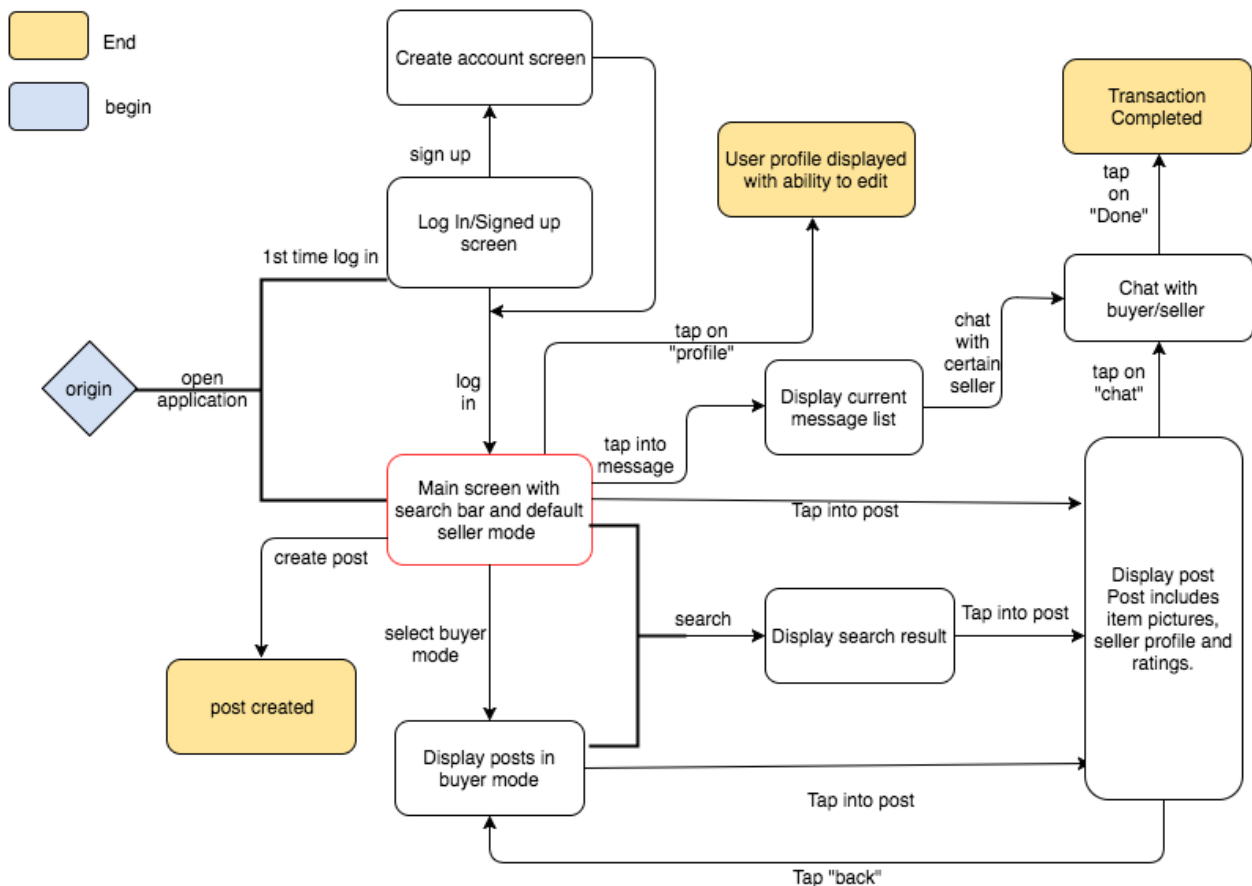 End
begin
Create account screen
sign up
Log In/Signed up
screen
1st time log in
origin
open
application
log
in
User profile displayed
with ability to edit
tap on
"profile"
Transaction
Completed
tap
on
"Done"
Chat with
buyer/seller
chat
with
certain
seller
tap on
"chat"
Display current
message list
tap into
message
Main screen with
search bar and default
seller mode
Tap into post
create post
post created
select buyer
mode
search
Display search result
Tap into post
Display post
Post includes
item pictures,
seller profile and
ratings.
Display posts in
buyer mode
Tap into post
Tap "back"